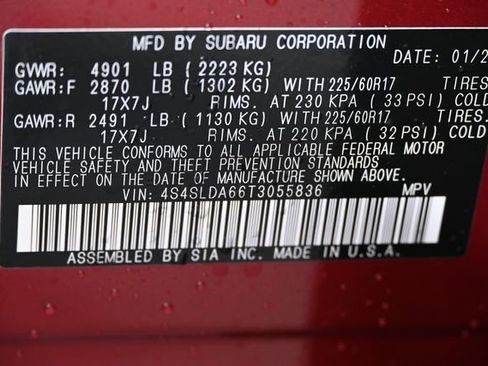 MFD BY SUBARU CORPORATION
DATE: 01/2
GVWR: 4901 LB (2223 KG)
GAWR:F 2870 LB (1302 KG) WITH 225/60R17 TIRES
17X7J RIMS. AT 230 KPA (33 PSI) COLD
GAWR:R 2491 LB (1130 KG) WITH 225/60R17 TIRES.
17X7J RIMS. AT 220 KPA (32 PSI) COLD
THIS VEHICLE CONFORMS TO ALL APPLICABLE FEDERAL MOTOR
VEHICLE SAFETY AND THEFT PREVENTION STANDARDS
IN EFFECT ON THE DATE OF MANUFACTURE SHOWN ABOVE.
VIN: 4S4SLDA66T3055836 MPV
ASSEMBLED BY SIA INC. MADE IN U.S.A.